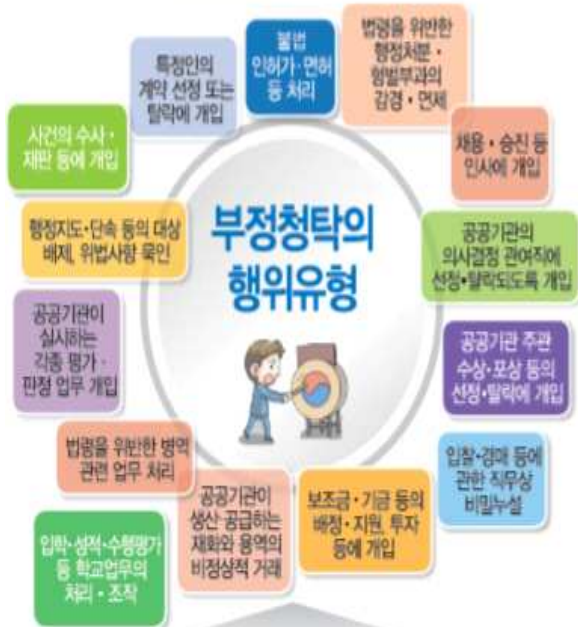 부정청탁의
행위유형
불법
인허가·면허
등 처리
법령을 위반한
행정처분·
형벌부과의
감경·면제
채용·승진 등
인사에 개입
공공기관의
의사결정 관여직에
선정·탈락되도록 개입
공공기관 주관
수상·포상 등의
선정·탈락에 개입
입찰·경매 등에
관한 직무상
비밀누설
보조금·기금 등의
배정·지원, 투자
등에 개입
공공기관이
생산 공급하는
재화와 용역의
비정상적 거래
입학·성적·수행평가
등 학교업무의
처리·조작
법령을 위반한 병역
관련 업무 처리
공공기관이
실시하는
각종 평가·
판정 업무 개입
행정지도·단속 등의 대상
배제, 위법사항 묵인
사건의 수사·
재판 등에 개입
특정인의
계약 선정 또는
탈락에 개입